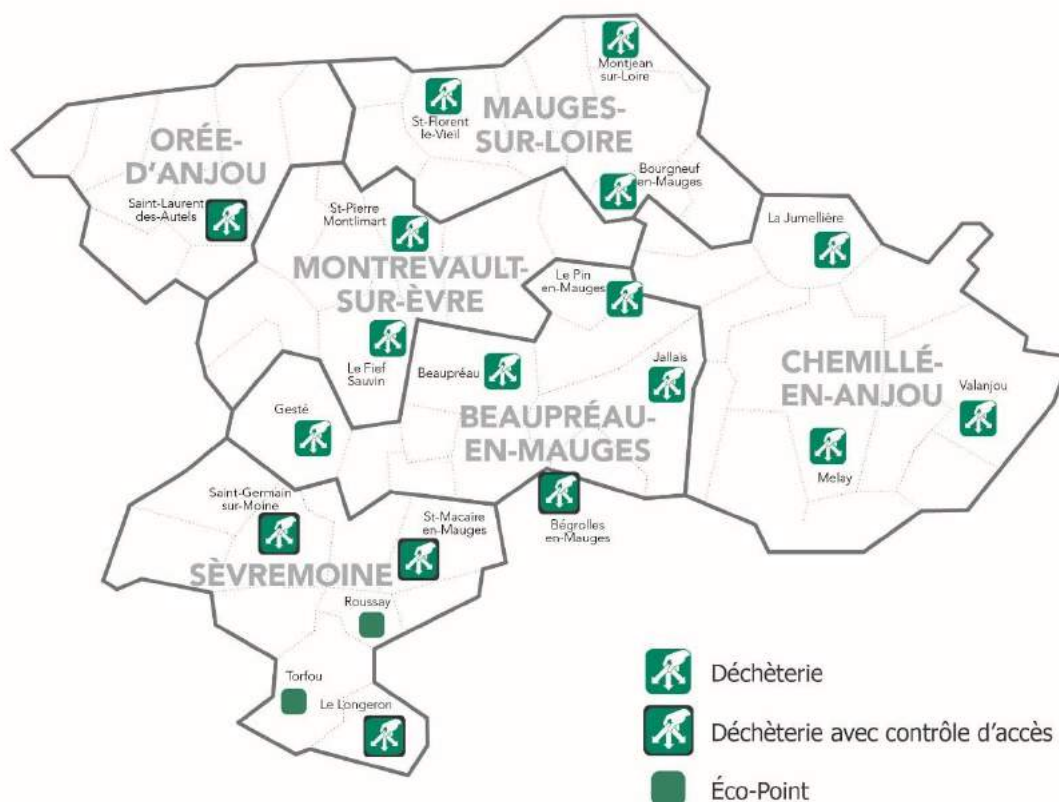 Montjean
sur-Loire
St-Florent
le-Vieil
MAUGES-
SUR-LOIRE
ORÉE-
D'ANJOU
Bourgneuf
en-Mauges
Saint-Laurent
des-Autels
St-Pierre
Montlimart
La Jumellière
MONTREVAULT-
SUR-ÈVRE
Le Pin
en-Mauges
Le Fief
Sauvin
Beaupréau
Jallais
CHEMILLÉ-
EN-ANJOU
Valanjou
Gesté
BEAUPRÉAU-
EN-MAUGES
Melay
Saint-Germain
sur-Moine
St-Macaire
en-Mauges
Bégrolles
en-Mauges
SÈVREMOINE
Roussay
Torfou
Le Longeron
Déchèterie
Déchèterie avec contrôle d'accès
Éco-Point